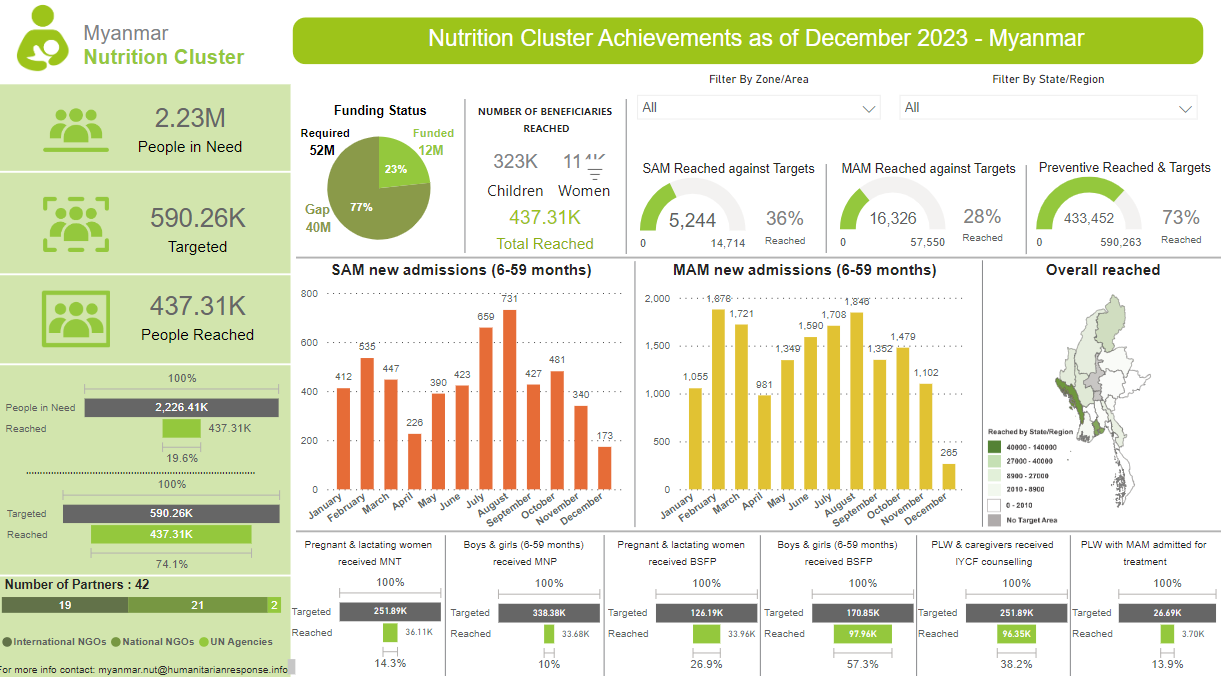 Myanmar
Nutrition Cluster
Nutrition Cluster Achievements as of December 2023 - Myanmar
2.23M
People in Need
590.26K
Targeted
437.31K
People Reached
100%
People in Need
2,226.41K
Reached
437.31K
19.6%
100%
Targeted
590.26K
Reached
437.31K
74.1%
Number of Partners : 42
19
21
2
International NGOs
National NGOs
UN Agencies
For more info contact: myanmar.nut@humanitarianresponse.info
Funding Status
Required
52M
Funded
12M
23%
77%
Gap
40M
NUMBER OF BENEFICIARIES
REACHED
323K
Children
Women
437.31K
Total Reached
Filter By Zone/Area
All
Filter By State/Region
All
SAM Reached against Targets
5,244
0
14,714
36%
Reached
MAM Reached against Targets
16,326
0
57,550
28%
Reached
Preventive Reached & Targets
433,452
0
590,263
73%
Reached
SAM new admissions (6-59 months)
800
600
400
200
0
412
535
447
226
390
423
659
731
427
481
340
173
January
February
March
April
May
June
July
August
September
October
November
December
MAM new admissions (6-59 months)
2,000
1,500
1,000
500
0
1,055
1,878
1,721
981
1,349
1,590
1,708
1,846
1,352
1,479
1,102
265
January
February
March
April
May
June
July
August
September
October
November
December
Overall reached
Reached by State/Region
40000 - 140000
27000 - 40000
8900 - 27000
2010 - 8900
0 - 2010
No Target Area
Pregnant & lactating women
received MNT
100%
Targeted
251.89K
Reached
36.11K
14.3%
Boys & girls (6-59 months)
received MNP
100%
Targeted
338.38K
Reached
33.68K
10%
Pregnant & lactating women
received BSFP
100%
Targeted
126.19K
Reached
33.96K
26.9%
Boys & girls (6-59 months)
received BSFP
100%
Targeted
170.85K
Reached
97.96K
57.3%
PLW & caregivers received
IYCF counselling
100%
Targeted
251.89K
Reached
96.35K
38.2%
PLW with MAM admitted for
treatment
100%
Targeted
26.69K
Reached
3.70K
13.9%